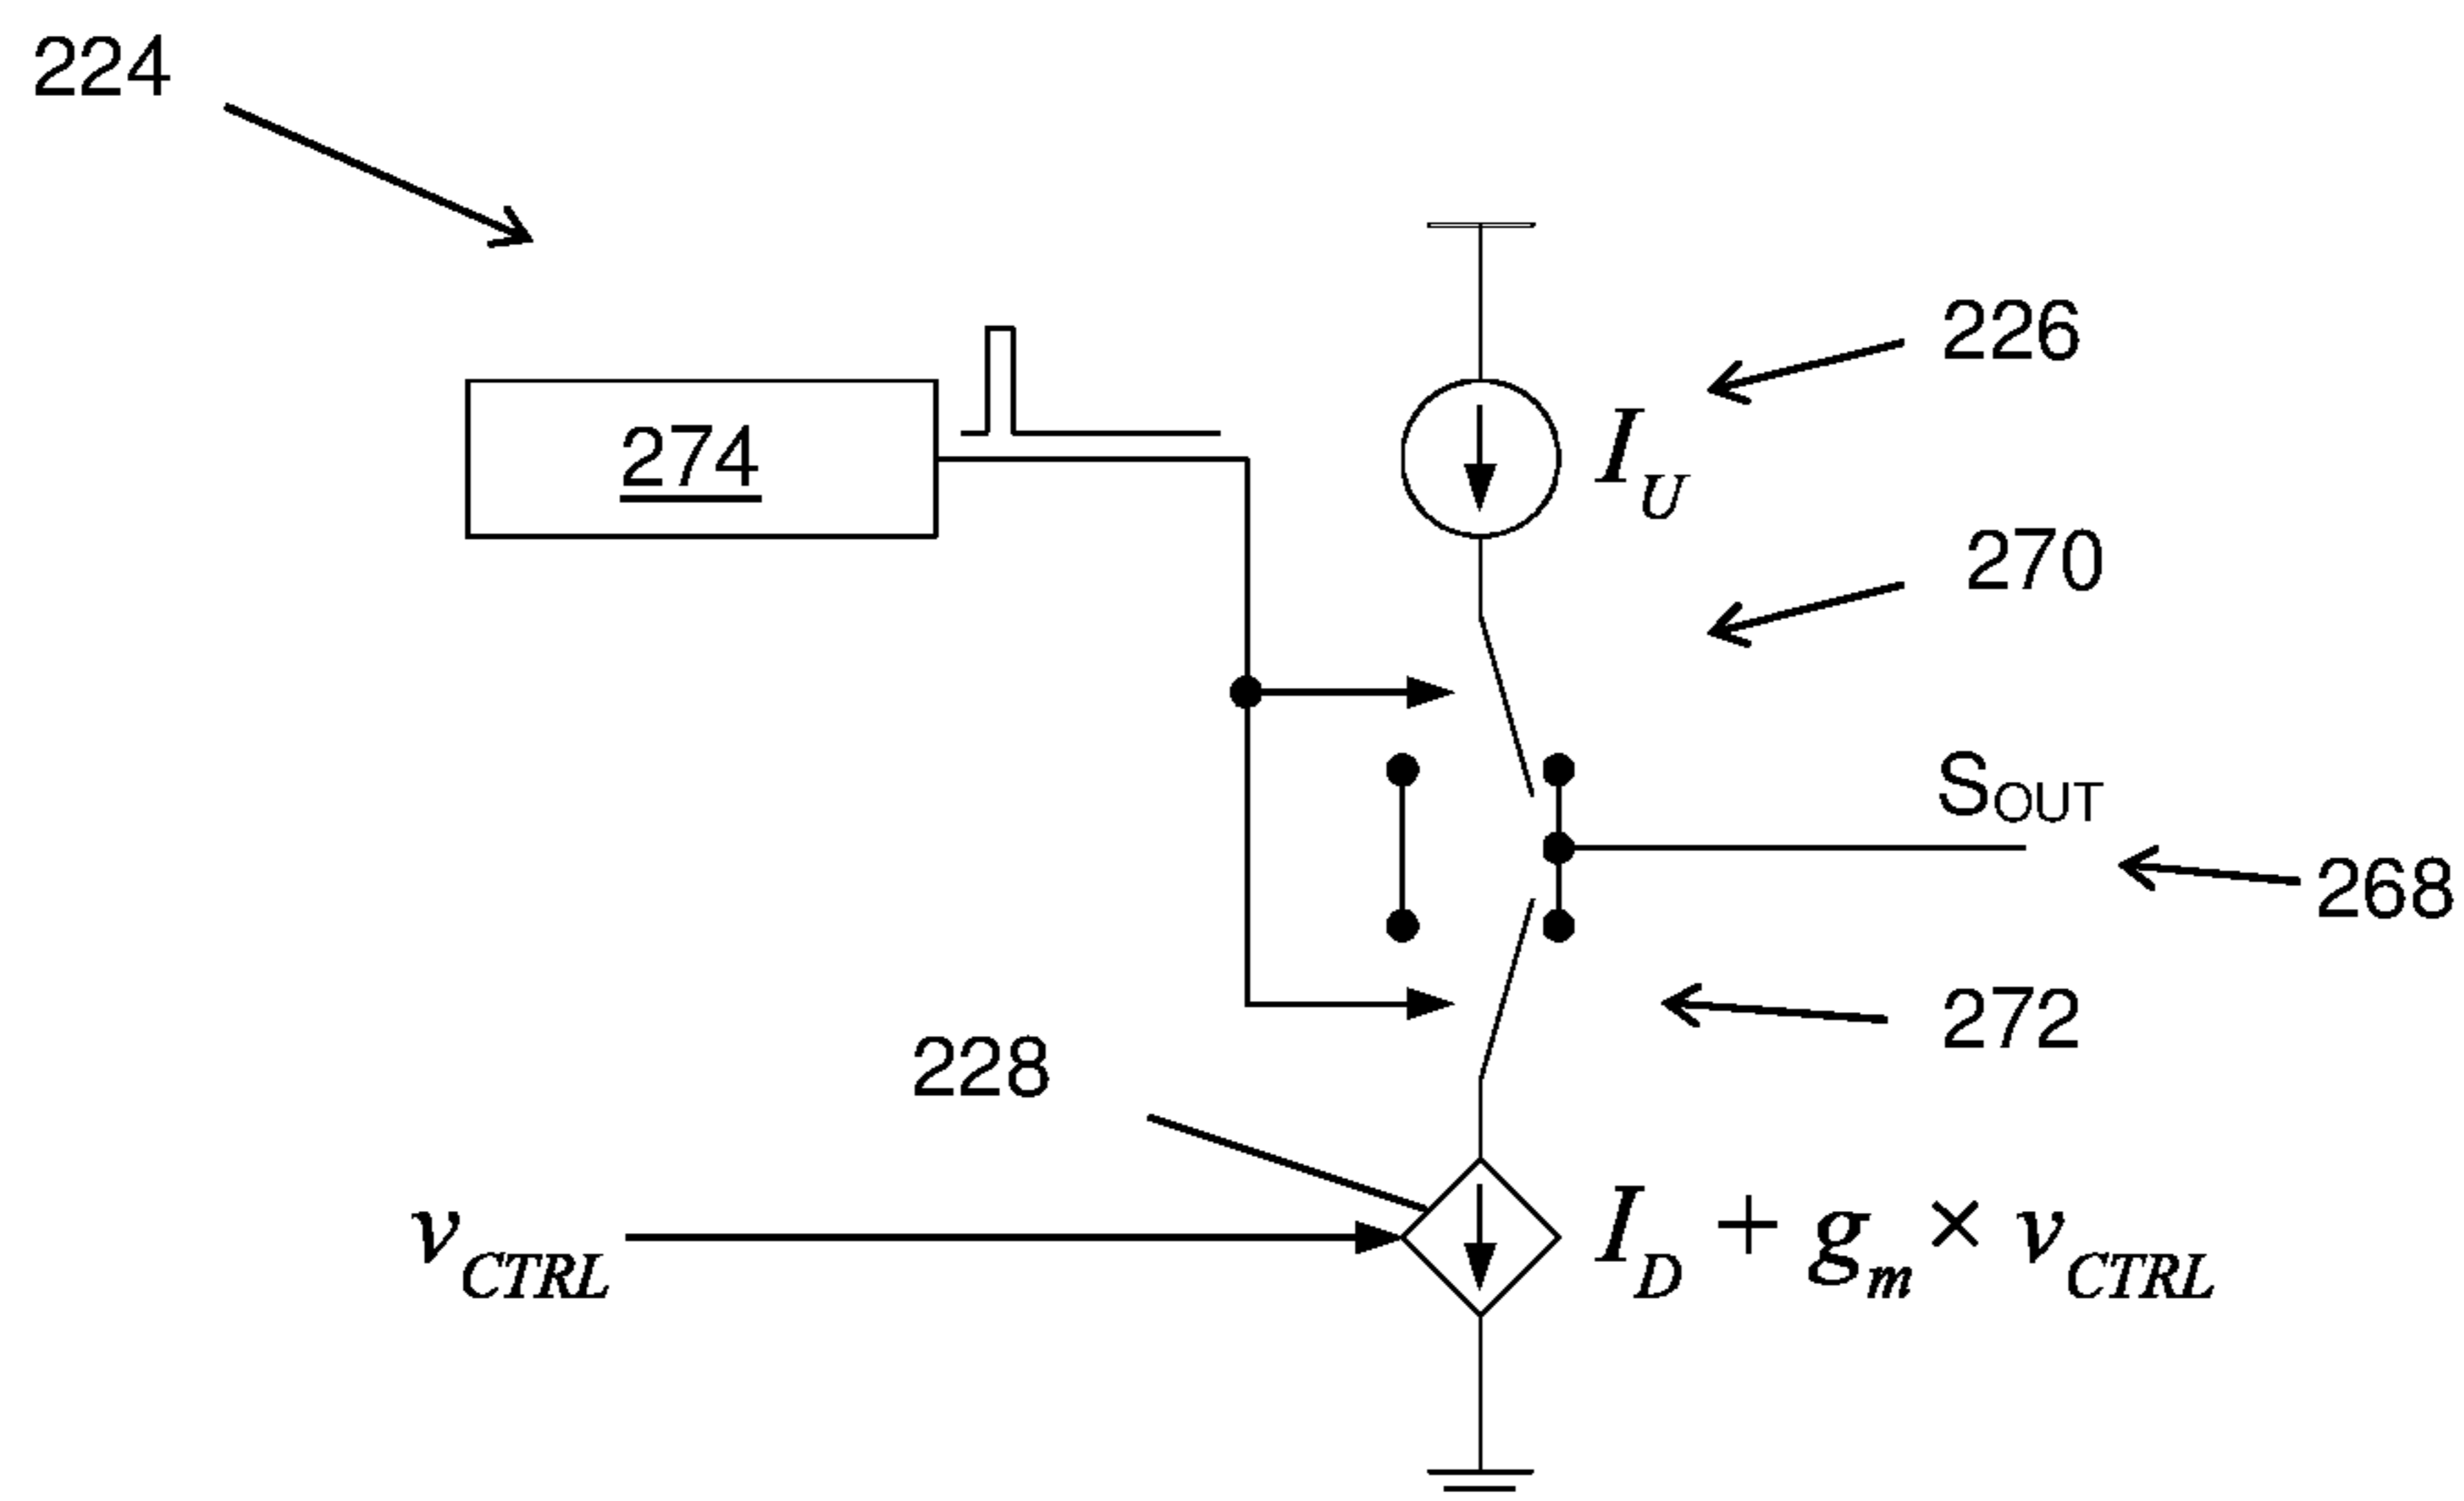 224
226
274
I_U
270
S_OUT
268
272
228
v_CTRL
I_D + g_m × v_CTRL